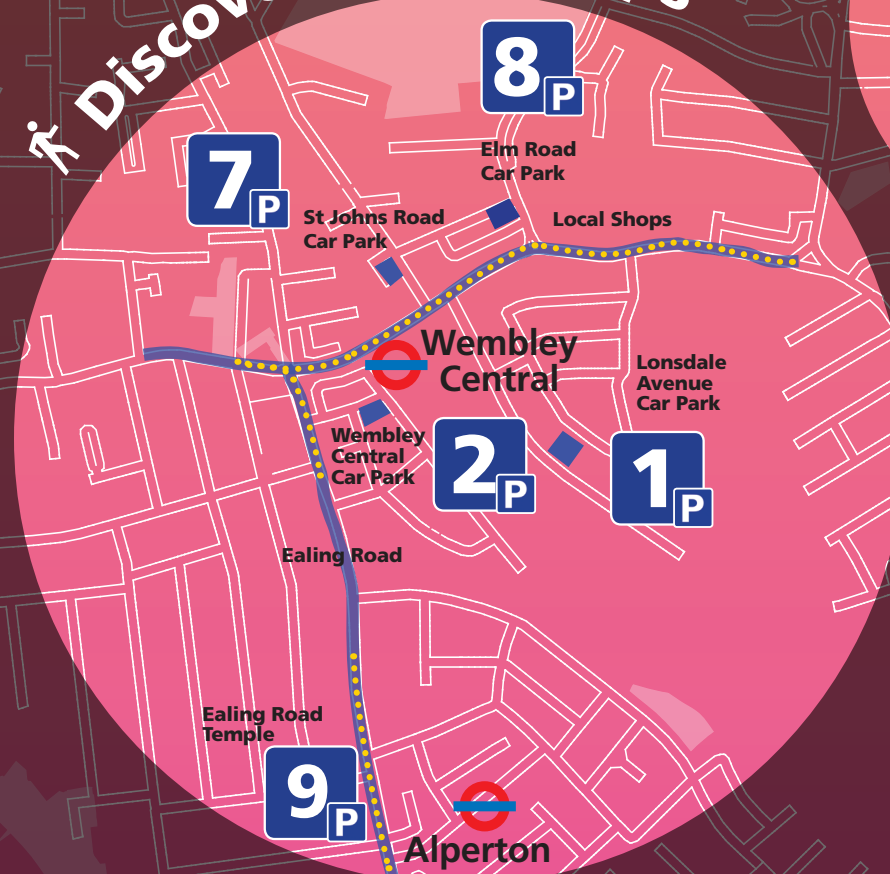 Discov
8
P
Elm Road
Car Park
7
P
St Johns Road
Car Park
Local Shops
Wembley
Central
Lonsdale
Avenue
Car Park
Wembley
Central
Car Park
2
P
1
P
Ealing Road
Ealing Road
Temple
9
P
Alperton